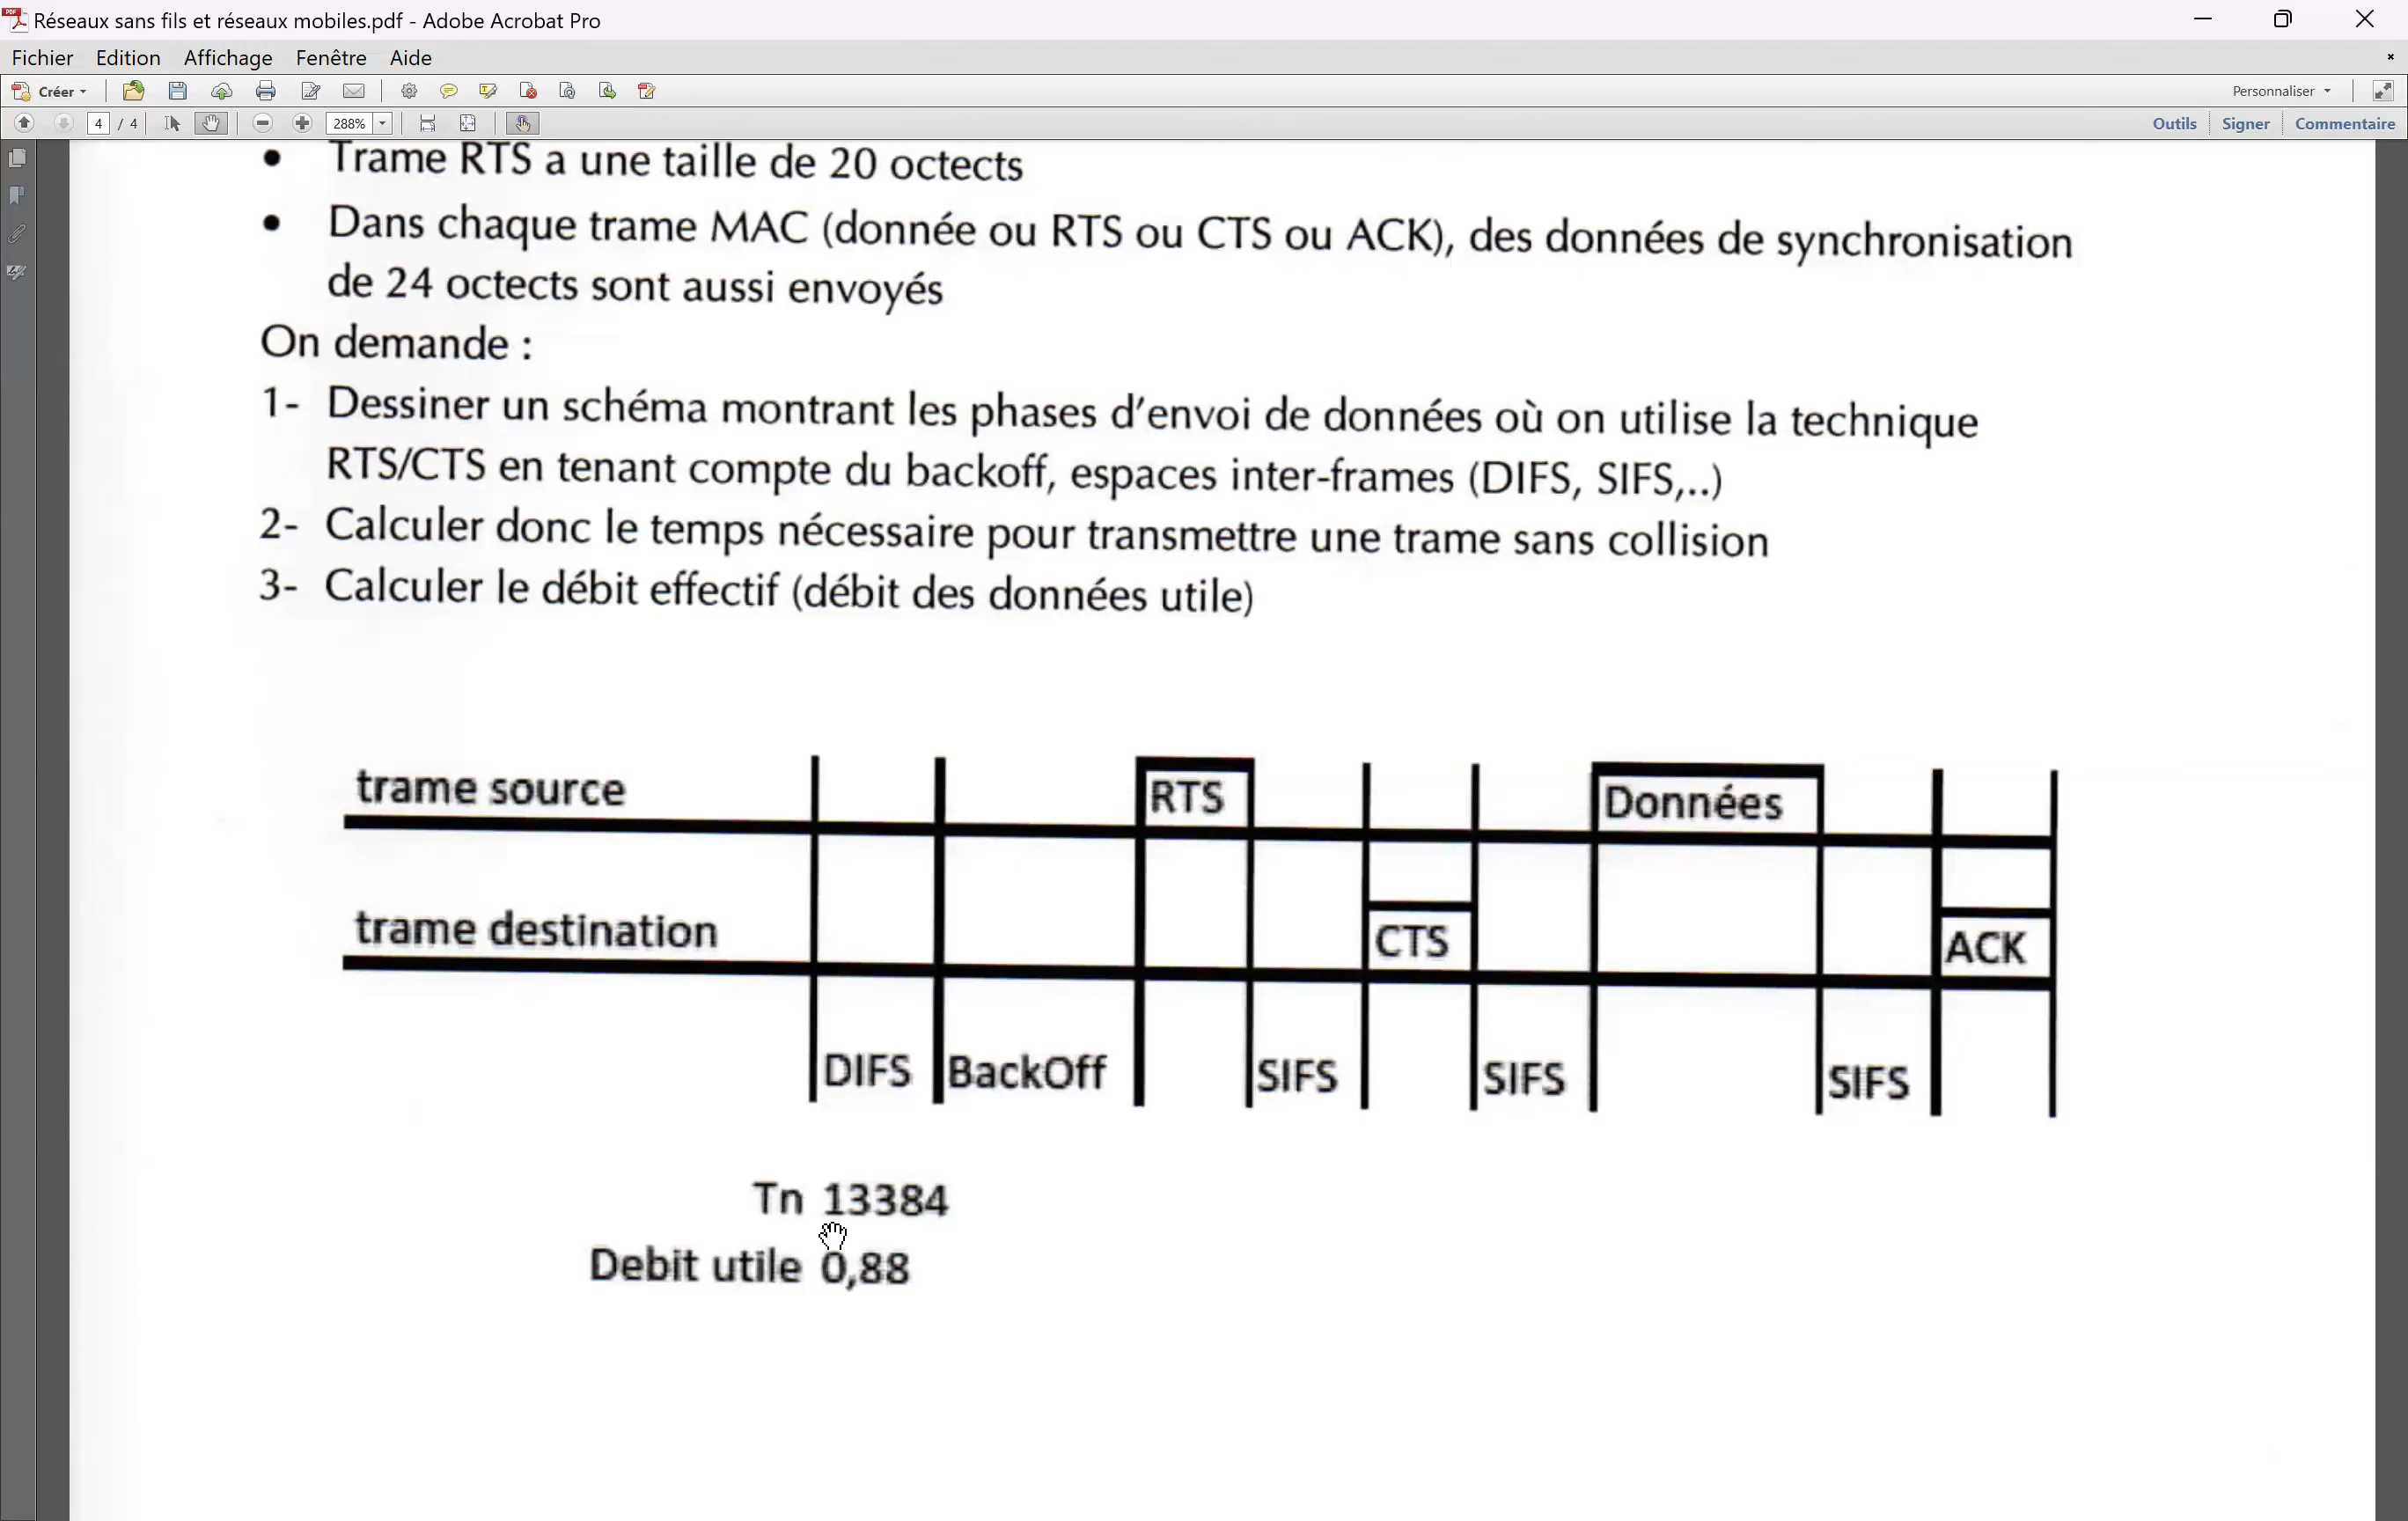 Réseaux sans fils et réseaux mobiles.pdf - Adobe Acrobat Pro
Fichier Edition Affichage Fenêtre Aide
Créer Personnaliser
4 / 4 288% Outils Signer Commentaire
• Trame RTS a une taille de 20 octects
• Dans chaque trame MAC (donnée ou RTS ou CTS ou ACK), des données de synchronisation
de 24 octects sont aussi envoyés
On demande :
1- Dessiner un schéma montrant les phases d'envoi de données où on utilise la technique
RTS/CTS en tenant compte du backoff, espaces inter-frames (DIFS, SIFS,..)
2- Calculer donc le temps nécessaire pour transmettre une trame sans collision
3- Calculer le débit effectif (débit des données utile)
trame source RTS Données
trame destination CTS ACK
DIFS BackOff SIFS SIFS SIFS
Tn 13384
Debit utile 0,88